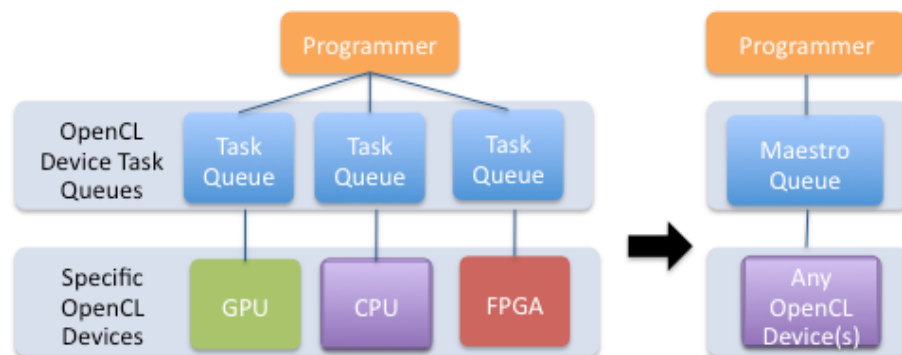 Programmer
Programmer
OpenCL
Device Task
Queues
Task
Queue
Task
Queue
Task
Queue
Maestro
Queue
Specific
OpenCL
Devices
GPU
CPU
FPGA
Any
OpenCL
Device(s)